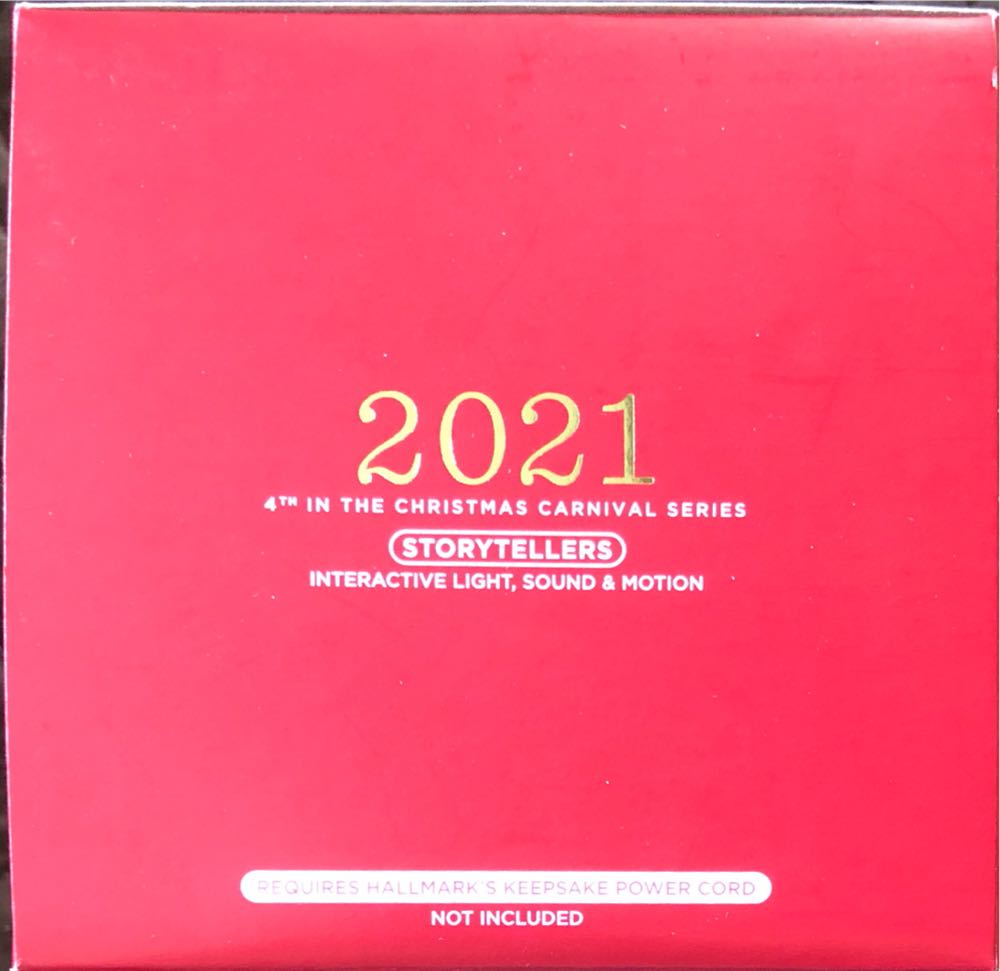 2021
4TH IN THE CHRISTMAS CARNIVAL SERIES
STORYTELLERS
INTERACTIVE LIGHT, SOUND & MOTION
REQUIRES HALLMARK'S KEEPSAKE POWER CORD
NOT INCLUDED